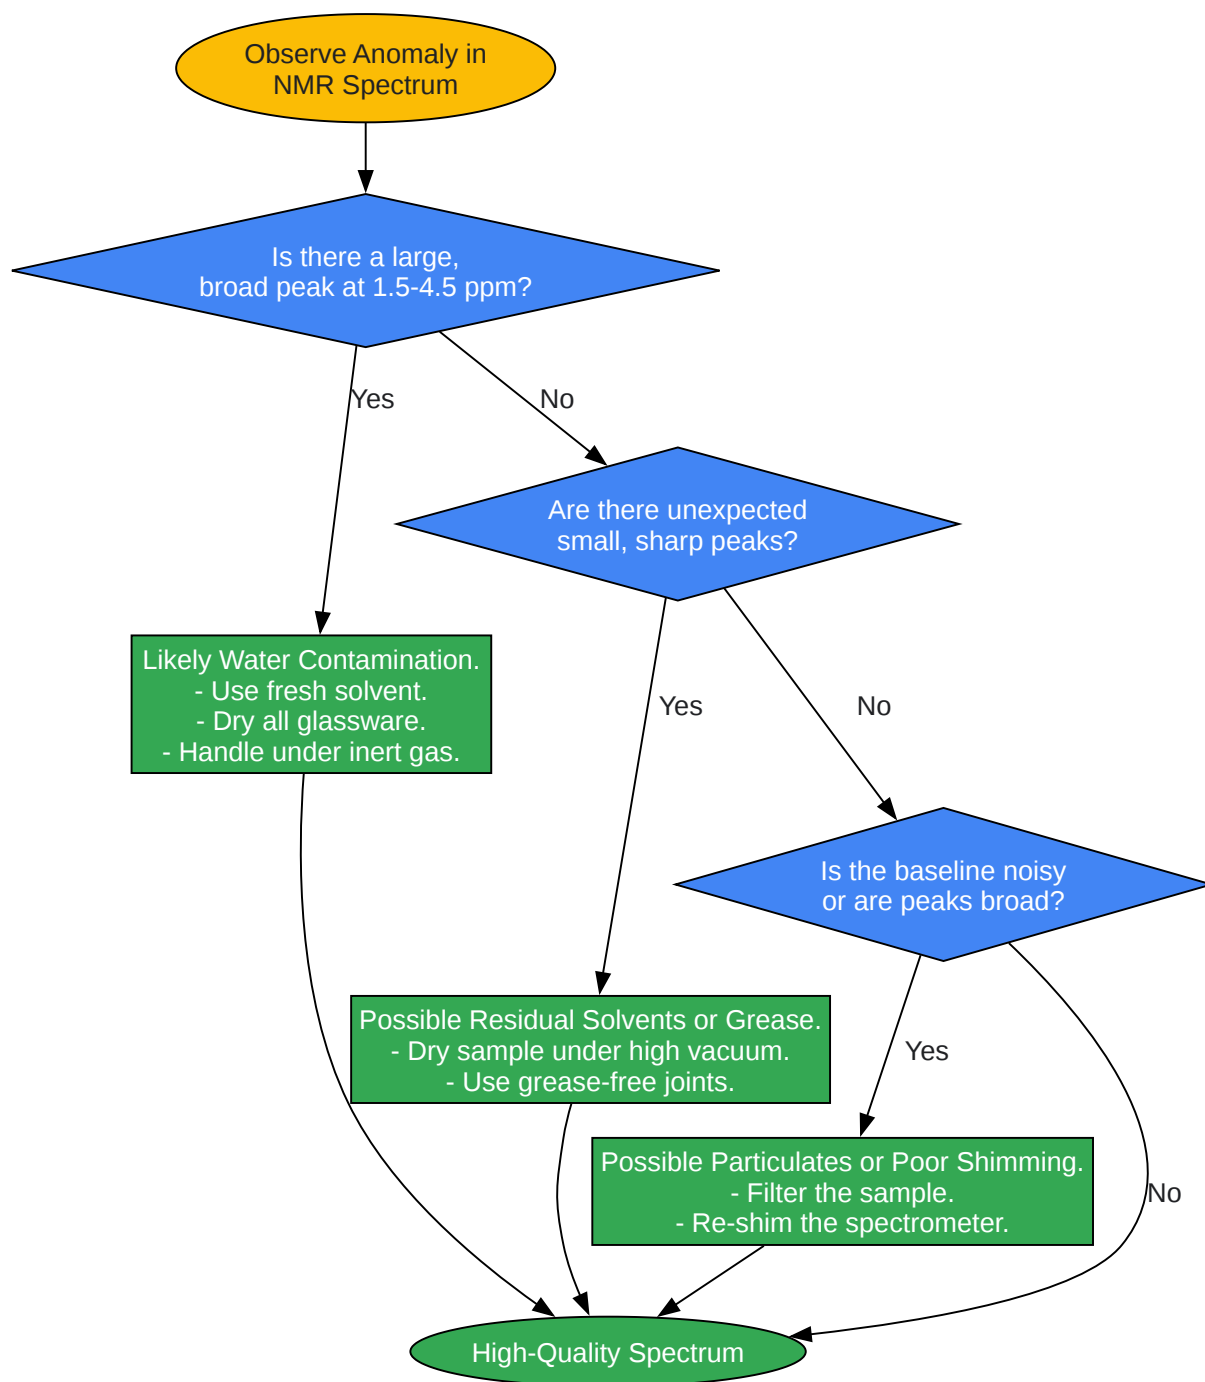 Observe Anomaly in
NMR Spectrum
Is there a large,
broad peak at 1.5-4.5 ppm?
Yes
No
Are there unexpected
small, sharp peaks?
Likely Water Contamination.
- Use fresh solvent.
- Dry all glassware.
- Handle under inert gas.
Yes
No
Is the baseline noisy
or are peaks broad?
Possible Residual Solvents or Grease.
- Dry sample under high vacuum.
- Use grease-free joints.
Yes
Possible Particulates or Poor Shimming.
- Filter the sample.
- Re-shim the spectrometer.
No
High-Quality Spectrum